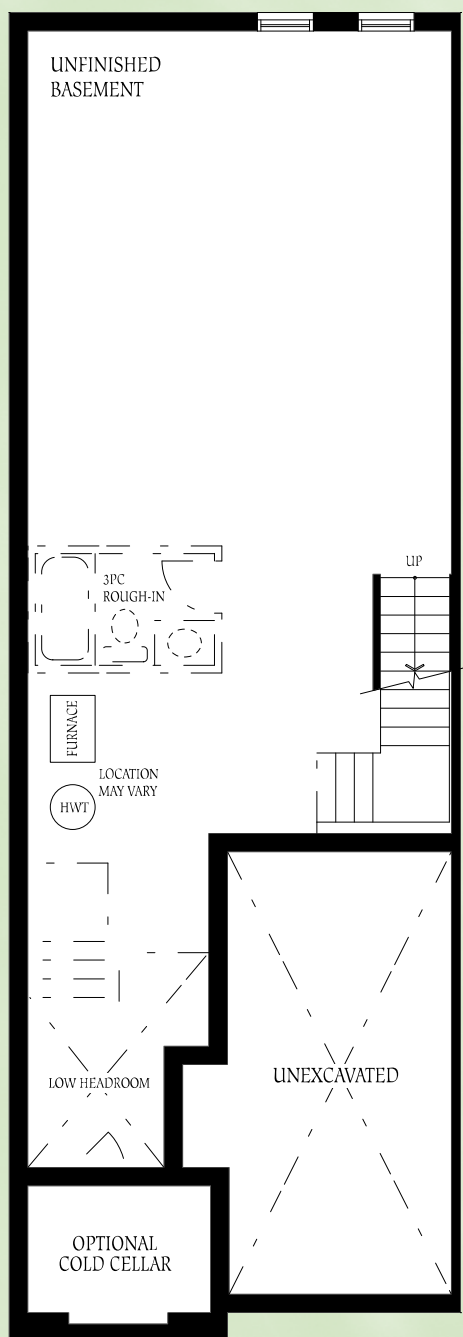 UNFINISHED
BASEMENT
UP
3PC
ROUGH-IN
FURNACE
LOCATION
MAY VARY
HWT
LOW HEADROOM
UNEXCAVATED
OPTIONAL
COLD CELLAR